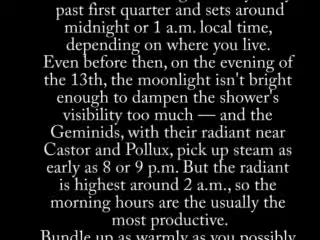 past first quarter and sets around
midnight or 1 a.m. local time,
depending on where you live.
Even before then, on the evening of
the 13th, the moonlight isn't bright
enough to dampen the shower's
visibility too much — and the
Geminids, with their radiant near
Castor and Pollux, pick up steam as
early as 8 or 9 p.m. But the radiant
is highest around 2 a.m., so the
morning hours are the usually the
most productive.
Bundle up as warmly as you possibly